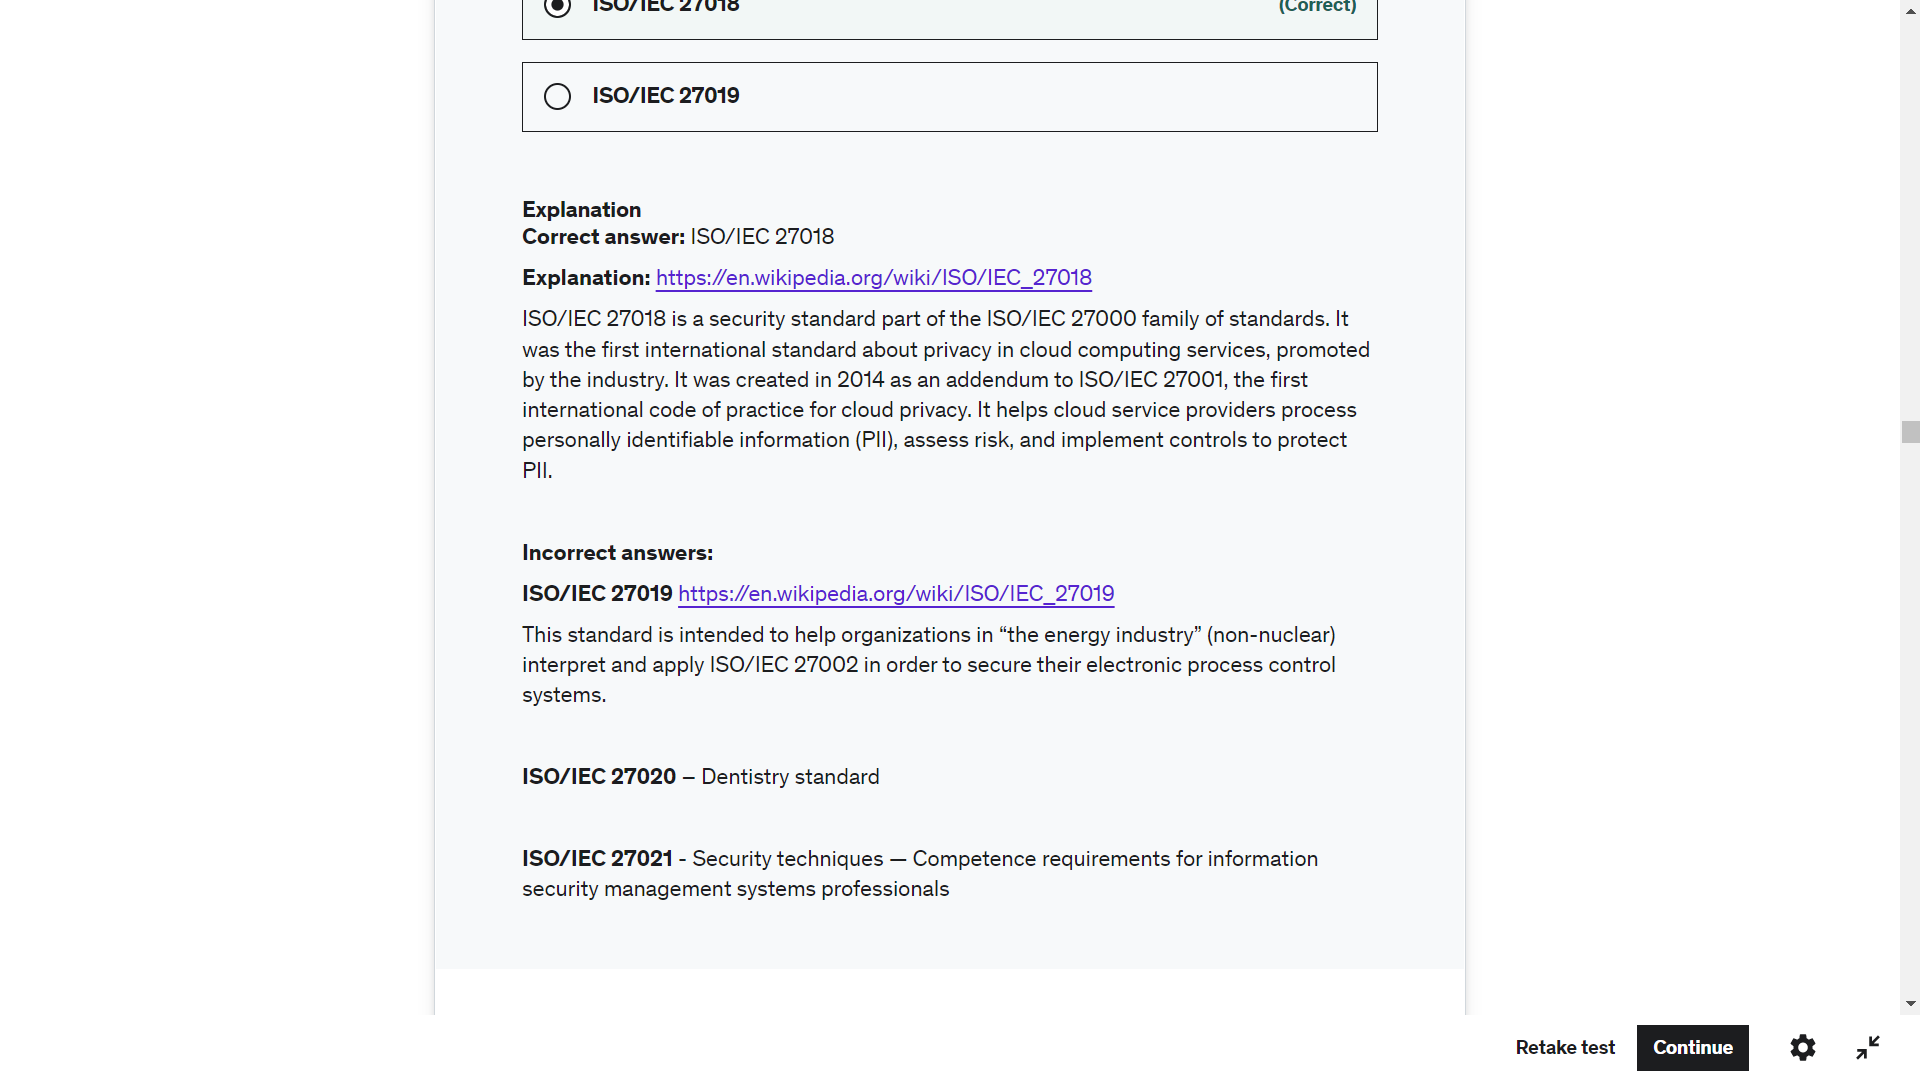 ISO/IEC 27018 (Correct)
ISO/IEC 27019
Explanation
Correct answer: ISO/IEC 27018
Explanation: https://en.wikipedia.org/wiki/ISO/IEC_27018
ISO/IEC 27018 is a security standard part of the ISO/IEC 27000 family of standards. It
was the first international standard about privacy in cloud computing services, promoted
by the industry. It was created in 2014 as an addendum to ISO/IEC 27001, the first
international code of practice for cloud privacy. It helps cloud service providers process
personally identifiable information (PII), assess risk, and implement controls to protect
PII.
Incorrect answers:
ISO/IEC 27019 https://en.wikipedia.org/wiki/ISO/IEC_27019
This standard is intended to help organizations in “the energy industry” (non-nuclear)
interpret and apply ISO/IEC 27002 in order to secure their electronic process control
systems.
ISO/IEC 27020 – Dentistry standard
ISO/IEC 27021 - Security techniques — Competence requirements for information
security management systems professionals
Retake test Continue